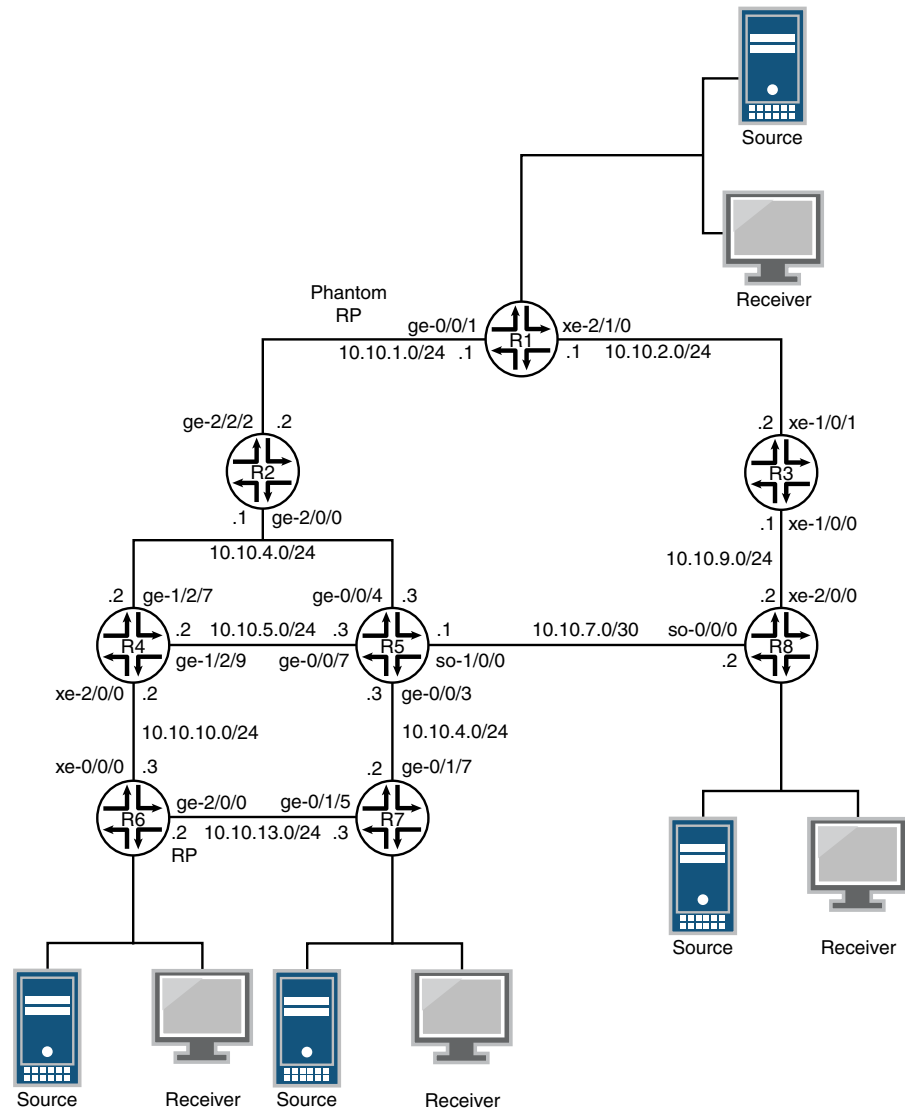 Source
Receiver
Phantom
RP
ge-0/0/1
R1
xe-2/1/0
10.10.1.0/24
.1
.1
10.10.2.0/24
ge-2/2/2
.2
.2
xe-1/0/1
R2
R3
.1
ge-2/0/0
.1
xe-1/0/0
10.10.4.0/24
10.10.9.0/24
.2
ge-1/2/7
ge-0/0/4
.3
.2
xe-2/0/0
R4
.2
10.10.5.0/24
.3
R5
.1
10.10.7.0/30
so-0/0/0
R8
ge-1/2/9
ge-0/0/7
so-1/0/0
.2
xe-2/0/0
.2
.3
ge-0/0/3
10.10.10.0/24
10.10.4.0/24
xe-0/0/0
.3
.2
ge-0/1/7
R6
ge-2/0/0
ge-0/1/5
R7
.2
10.10.13.0/24
.3
RP
Source
Receiver
Source
Receiver
Source
Receiver